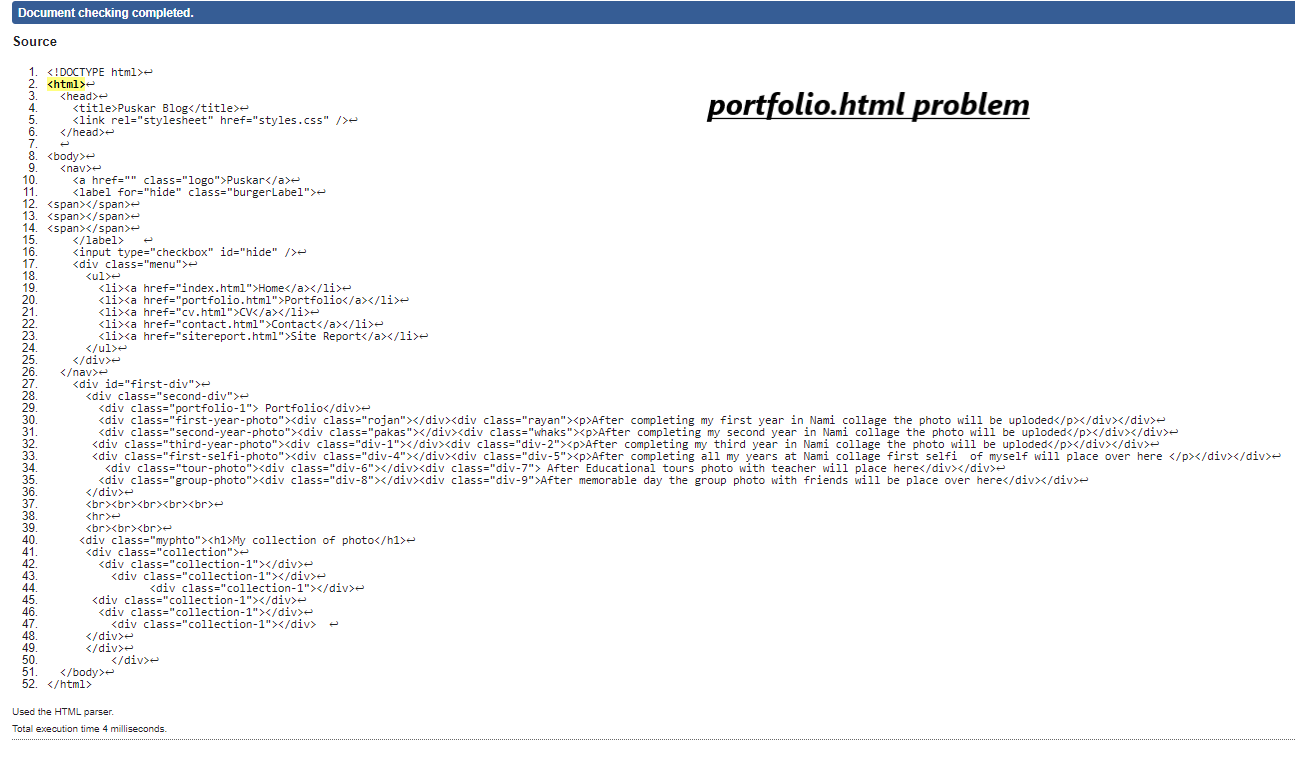 Document checking completed.
Source
portfolio.html problem
1. <!DOCTYPE html>↩
2. <html>↩
3. <head>↩
4. <title>Puskar Blog</title>↩
5. <link rel="stylesheet" href="styles.css" />↩
6. </head>↩
7. ↩
8. <body>↩
9. <nav>↩
10. <a href="" class="logo">Puskar</a>↩
11. <label for="hide" class="burgerLabel">↩
12. <span></span>↩
13. <span></span>↩
14. <span></span>↩
15. </label> ↩
16. <input type="checkbox" id="hide" />↩
17. <div class="menu">↩
18. <ul>↩
19. <li><a href="index.html">Home</a></li>↩
20. <li><a href="portfolio.html">Portfolio</a></li>↩
21. <li><a href="cv.html">CV</a></li>↩
22. <li><a href="contact.html">Contact</a></li>↩
23. <li><a href="sitereport.html">Site Report</a></li>↩
24. </ul>↩
25. </div>↩
26. </nav>↩
27. <div id="first-div">↩
28. <div class="second-div">↩
29. <div class="portfolio-1"> Portfolio</div>↩
30. <div class="first-year-photo"><div class="rojan"></div><div class="rayan"><p>After completing my first year in Nami collage the photo will be uploded</p></div></div>↩
31. <div class="second-year-photo"><div class="pakas"></div><div class="whaks"><p>After completing my second year in Nami collage the photo will be uploded</p></div></div>↩
32. <div class="third-year-photo"><div class="div-1"></div><div class="div-2"><p>After completing my third year in Nami collage the photo will be uploded</p></div></div>↩
33. <div class="first-selfi-photo"><div class="div-4"></div><div class="div-5"><p>After completing all my years at Nami collage first selfi  of myself will place over here </p></div></div>↩
34. <div class="tour-photo"><div class="div-6"></div><div class="div-7"> After Educational tours photo with teacher will place here</div></div>↩
35. <div class="group-photo"><div class="div-8"></div><div class="div-9">After memorable day the group photo with friends will be place over here</div></div>↩
36. </div>↩
37. <br><br><br><br><br>↩
38. <hr>↩
39. <br><br><br>↩
40. <div class="myphto"><h1>My collection of photo</h1>↩
41. <div class="collection">↩
42. <div class="collection-1"></div>↩
43. <div class="collection-1"></div>↩
44. <div class="collection-1"></div>↩
45. <div class="collection-1"></div>↩
46. <div class="collection-1"></div>↩
47. <div class="collection-1"></div> ↩
48. </div>↩
49. </div>↩
50. </div>↩
51. </body>↩
52. </html>
Used the HTML parser.
Total execution time 4 milliseconds.